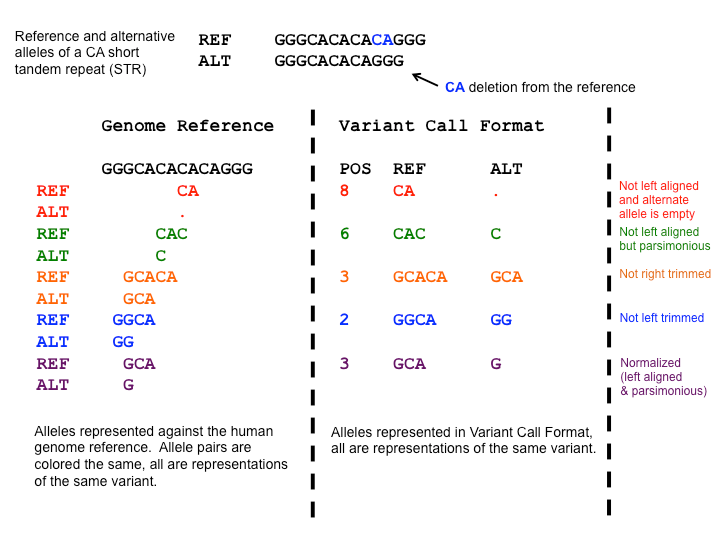 Reference and alternative
alleles of a CA short
tandem repeat (STR)
REF GGGCACACACAGGG
ALT GGGCACACAGGG
CA deletion from the reference
Genome Reference Variant Call Format
GGGCACACACAGGG POS REF ALT
REF CA 8 CA .
ALT .
Not left aligned
and alternate
allele is empty
REF CAC 6 CAC C
ALT C
Not left aligned
but parsimonious
REF GCACA 3 GCACA GCA Not right trimmed
ALT GCA
REF GGCA 2 GGCA GG Not left trimmed
ALT GG
REF GCA 3 GCA G
ALT G
Normalized
(left aligned
& parsimonious)
Alleles represented against the human
genome reference. Allele pairs are
colored the same, all are representations
of the same variant.
Alleles represented in Variant Call Format,
all are representations of the same variant.